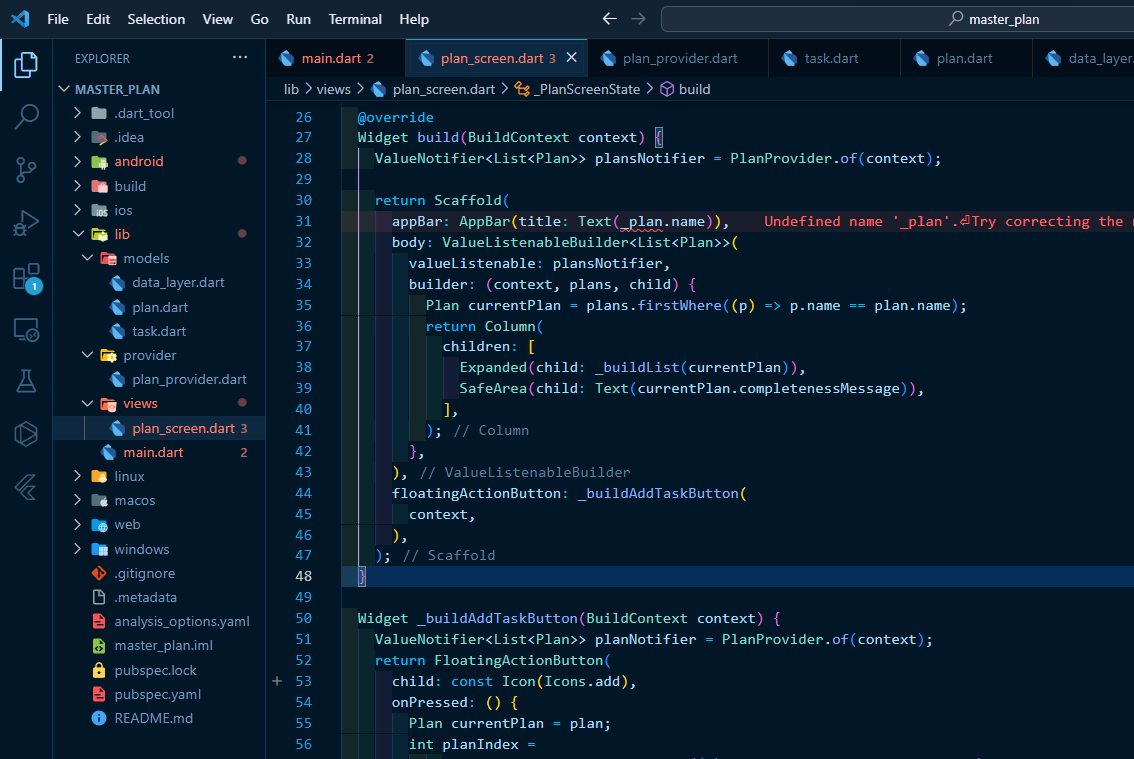 File Edit Selection View Go Run Terminal Help
master_plan
EXPLORER
main.dart 2
plan_screen.dart 3
plan_provider.dart
task.dart
plan.dart
data_layer.
MASTER_PLAN
.dart_tool
.idea
android
build
ios
lib
models
data_layer.dart
plan.dart
task.dart
provider
plan_provider.dart
views
plan_screen.dart 3
main.dart 2
linux
macos
web
windows
.gitignore
.metadata
analysis_options.yaml
master_plan.iml
pubspec.lock
pubspec.yaml
README.md
1
lib > views > plan_screen.dart > _PlanScreenState > build
26 @override
27 Widget build(BuildContext context) {
28 ValueNotifier<List<Plan>> plansNotifier = PlanProvider.of(context);
29
30 return Scaffold(
31 appBar: AppBar(title: Text(_plan.name)), Undefined name '_plan'.⏎Try correcting the
32 body: ValueListenableBuilder<List<Plan>>(
33 valueListenable: plansNotifier,
34 builder: (context, plans, child) {
35 Plan currentPlan = plans.firstWhere((p) => p.name == plan.name);
36 return Column(
37 children: [
38 Expanded(child: _buildList(currentPlan)),
39 SafeArea(child: Text(currentPlan.completenessMessage)),
40 ],
41 ); // Column
42 },
43 ), // ValueListenableBuilder
44 floatingActionButton: _buildAddTaskButton(
45 context,
46 ),
47 ); // Scaffold
48 }
49
50 Widget _buildAddTaskButton(BuildContext context) {
51 ValueNotifier<List<Plan>> planNotifier = PlanProvider.of(context);
52 return FloatingActionButton(
53 child: const Icon(Icons.add),
54 onPressed: () {
55 Plan currentPlan = plan;
56 int planIndex =